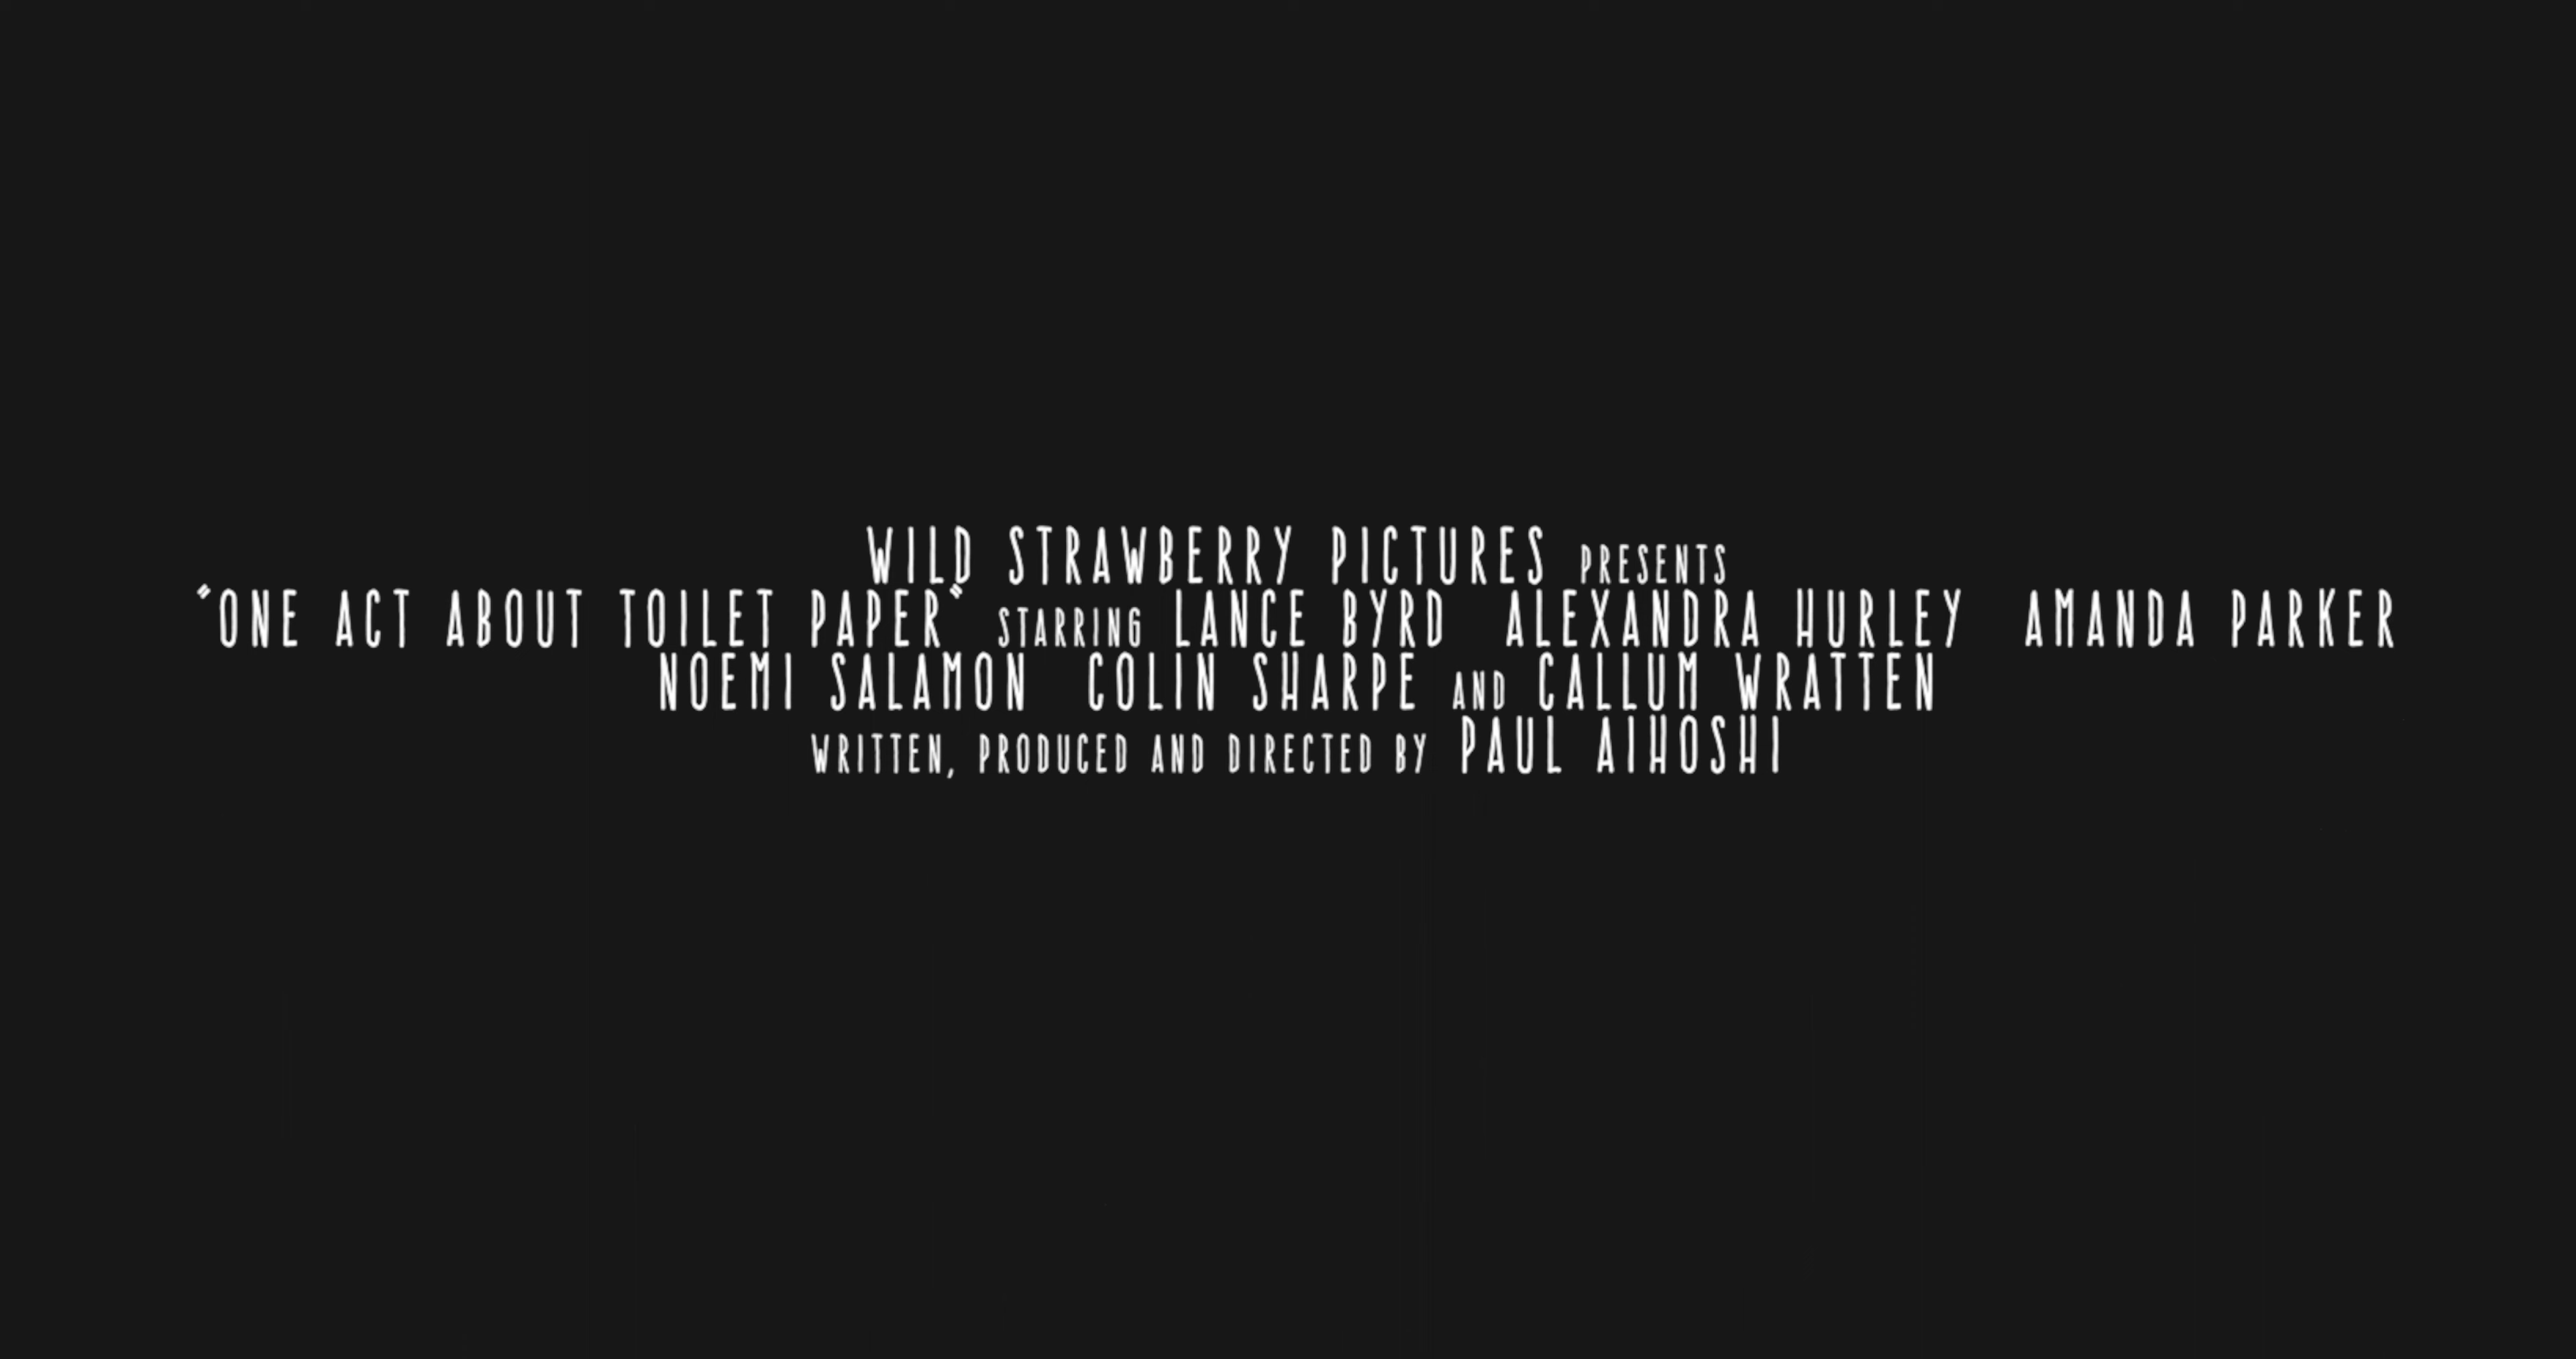 WILD STRAWBERRY PICTURES PRESENTS
"ONE ACT ABOUT TOILET PAPER" STARRING LANCE BYRD ALEXANDRA HURLEY AMANDA PARKER
NOEMI SALAMON COLIN SHARPE AND CALLUM WRATTEN
WRITTEN, PRODUCED AND DIRECTED BY PAUL AIHOSHI